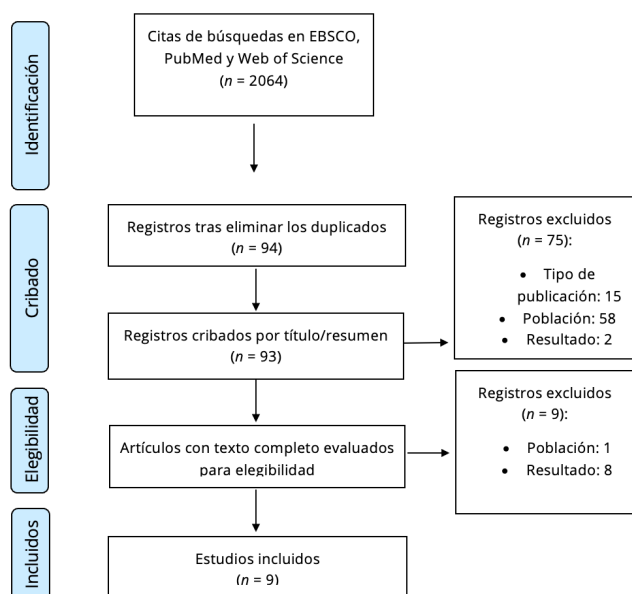 Identificación
Citas de búsquedas en EBSCO,
PubMed y Web of Science
(n = 2064)
Cribado
Registros tras eliminar los duplicados
(n = 94)
Registros excluidos
(n = 75):
• Tipo de
publicación: 15
• Población: 58
• Resultado: 2
Registros cribados por título/resumen
(n = 93)
Elegibilidad
Artículos con texto completo evaluados
para elegibilidad
Registros excluidos
(n = 9):
• Población: 1
• Resultado: 8
Incluidos
Estudios incluidos
(n = 9)